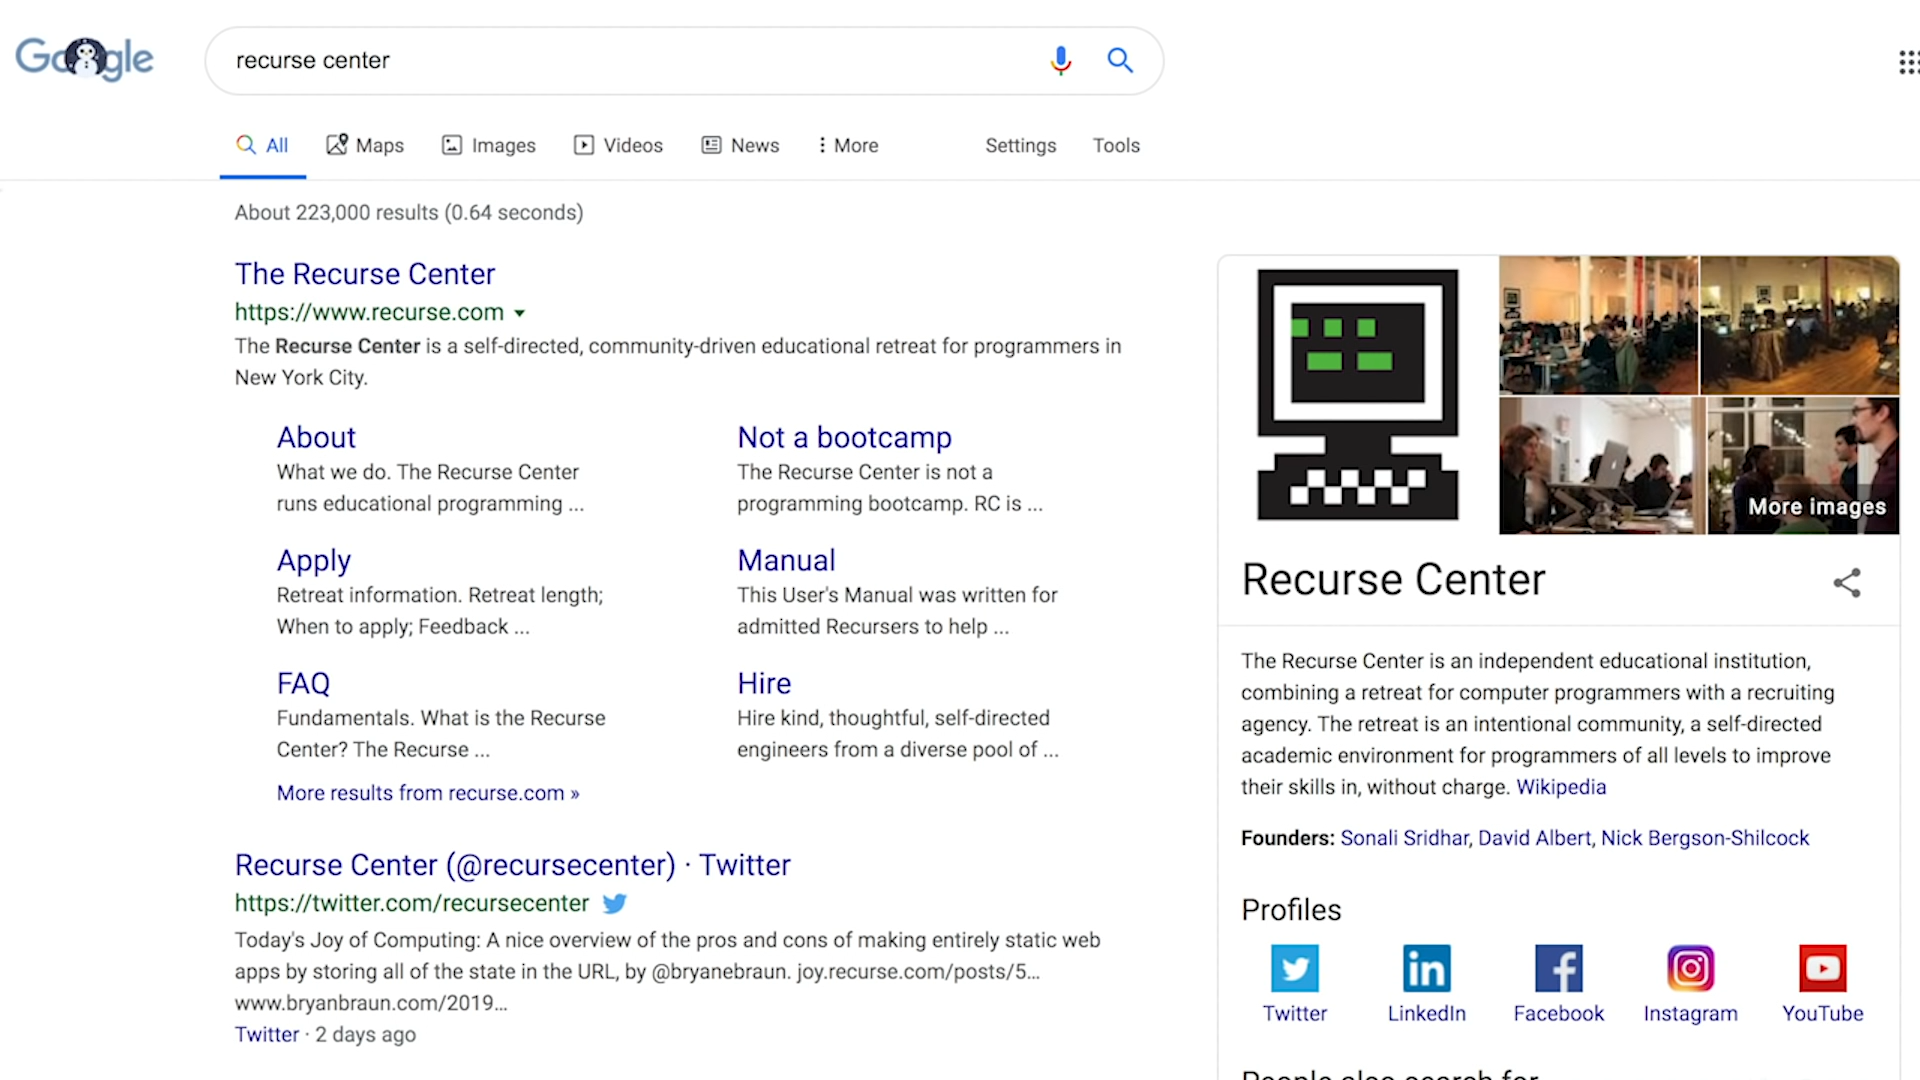 Google
recurse center
All
Maps
Images
Videos
News
More
Settings
Tools
About 223,000 results (0.64 seconds)
The Recurse Center
https://www.recurse.com
The Recurse Center is a self-directed, community-driven educational retreat for programmers in
New York City.
About
What we do. The Recurse Center
runs educational programming ...
Not a bootcamp
The Recurse Center is not a
programming bootcamp. RC is ...
Apply
Retreat information. Retreat length;
When to apply; Feedback ...
Manual
This User's Manual was written for
admitted Recursers to help ...
FAQ
Fundamentals. What is the Recurse
Center? The Recurse ...
Hire
Hire kind, thoughtful, self-directed
engineers from a diverse pool of ...
More results from recurse.com »
Recurse Center (@recursecenter) · Twitter
https://twitter.com/recursecenter
Today's Joy of Computing: A nice overview of the pros and cons of making entirely static web
apps by storing all of the state in the URL, by @bryanebraun. joy.recurse.com/posts/5...
www.bryanbraun.com/2019...
Twitter · 2 days ago
More images
Recurse Center
The Recurse Center is an independent educational institution,
combining a retreat for computer programmers with a recruiting
agency. The retreat is an intentional community, a self-directed
academic environment for programmers of all levels to improve
their skills in, without charge. Wikipedia
Founders: Sonali Sridhar, David Albert, Nick Bergson-Shilcock
Profiles
Twitter
LinkedIn
Facebook
Instagram
YouTube
People also search for